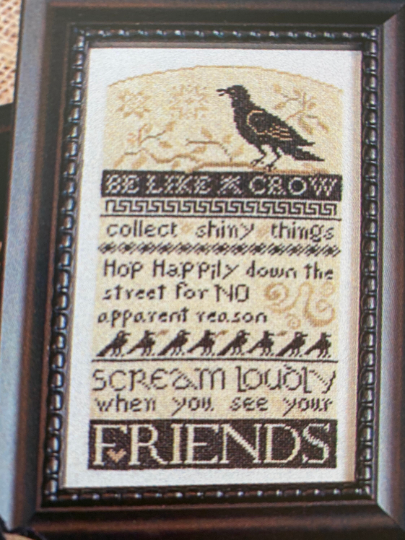 BE LIKE A CROW
collect shiny things
Hop Happily down the
street for NO
apparent reason
SCREAM LOUDLY
when you see your
FRIENDS